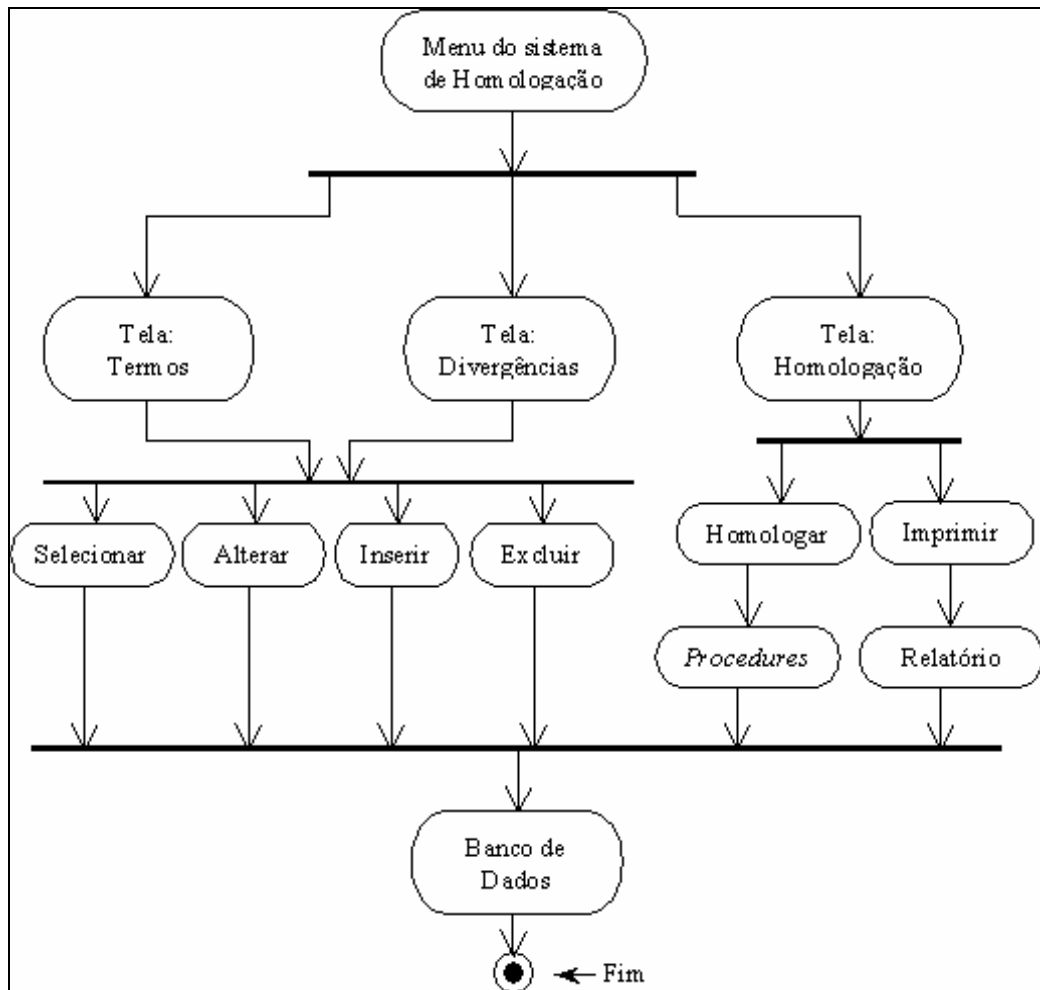 Menu do sistema
de Homologação
Tela:
Termos
Tela:
Divergências
Tela:
Homologação
Selecionar
Alterar
Inserir
Excluir
Homologar
Imprimir
Procedures
Relatório
Banco de
Dados
Fim